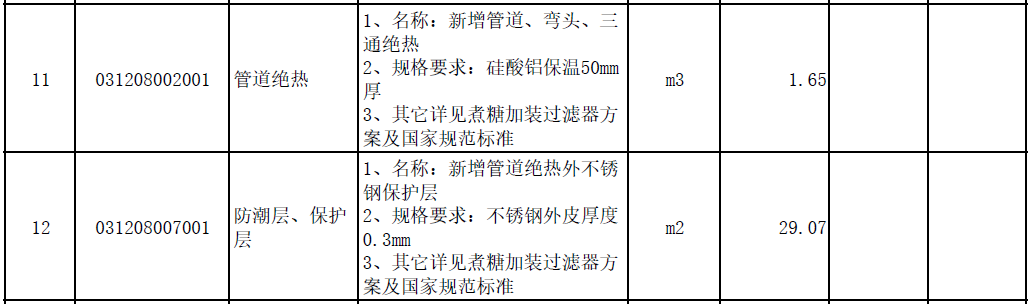 11
031208002001
管道绝热
1、名称：新增管道、弯头、三
通绝热
2、规格要求：硅酸铝保温50mm
厚
3、其它详见煮糖加装过滤器方
案及国家规范标准
m3
1.65
12
031208007001
防潮层、保护
层
1、名称：新增管道绝热外不锈
钢保护层
2、规格要求：不锈钢外皮厚度
0.3mm
3、其它详见煮糖加装过滤器方
案及国家规范标准
m2
29.07